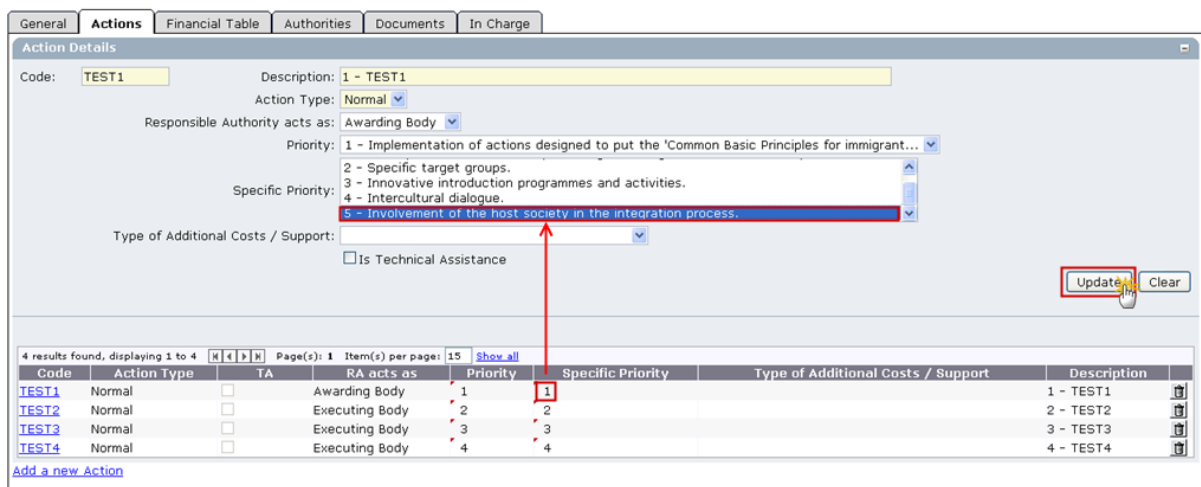 General Actions Financial Table Authorities Documents In Charge
Action Details
Code: TEST1 Description: 1 - TEST1
Action Type: Normal
Responsible Authority acts as: Awarding Body
Priority: 1 - Implementation of actions designed to put the 'Common Basic Principles for immigrant...
Specific Priority:
2 - Specific target groups.
3 - Innovative introduction programmes and activities.
4 - Intercultural dialogue.
5 - Involvement of the host society in the integration process.
Type of Additional Costs / Support:
Is Technical Assistance
Update Clear
4 results found, displaying 1 to 4 Page(s): 1 Item(s) per page: 15 Show all
Code Action Type TA RA acts as Priority Specific Priority Type of Additional Costs / Support Description
TEST1 Normal Awarding Body 1 1 1 - TEST1
TEST2 Normal Executing Body 2 2 2 - TEST2
TEST3 Normal Executing Body 3 3 3 - TEST3
TEST4 Normal Executing Body 4 4 4 - TEST4
Add a new Action